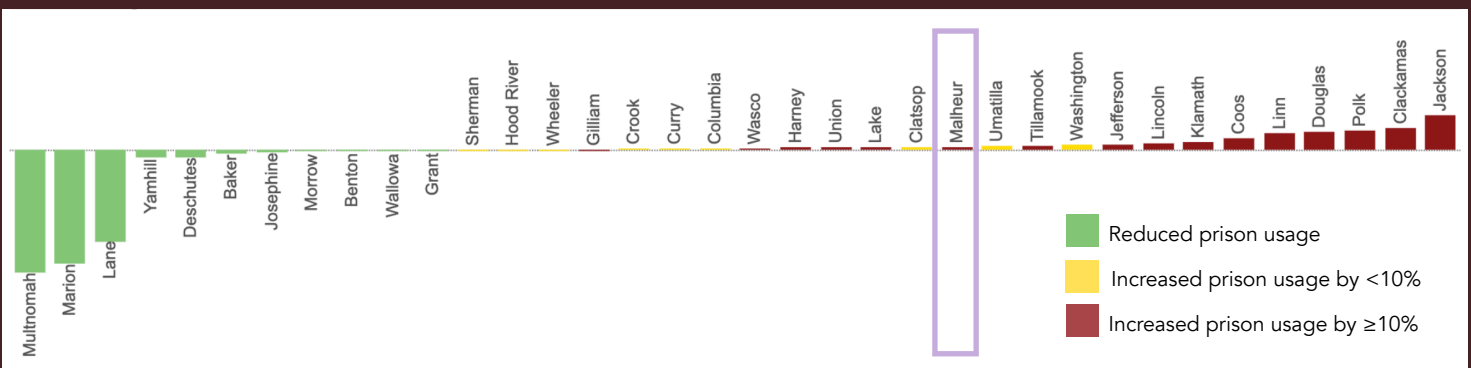 Multnomah
Marion
Lane
Yamhill
Deschutes
Baker
Josephine
Morrow
Benton
Wallowa
Grant
Sherman
Hood River
Wheeler
Gilliam
Crook
Curry
Columbia
Wasco
Harney
Union
Lake
Clatsop
Malheur
Umatilla
Tillamook
Washington
Jefferson
Lincoln
Klamath
Coos
Linn
Douglas
Polk
Clackamas
Jackson
Reduced prison usage
Increased prison usage by <10%
Increased prison usage by ≥10%